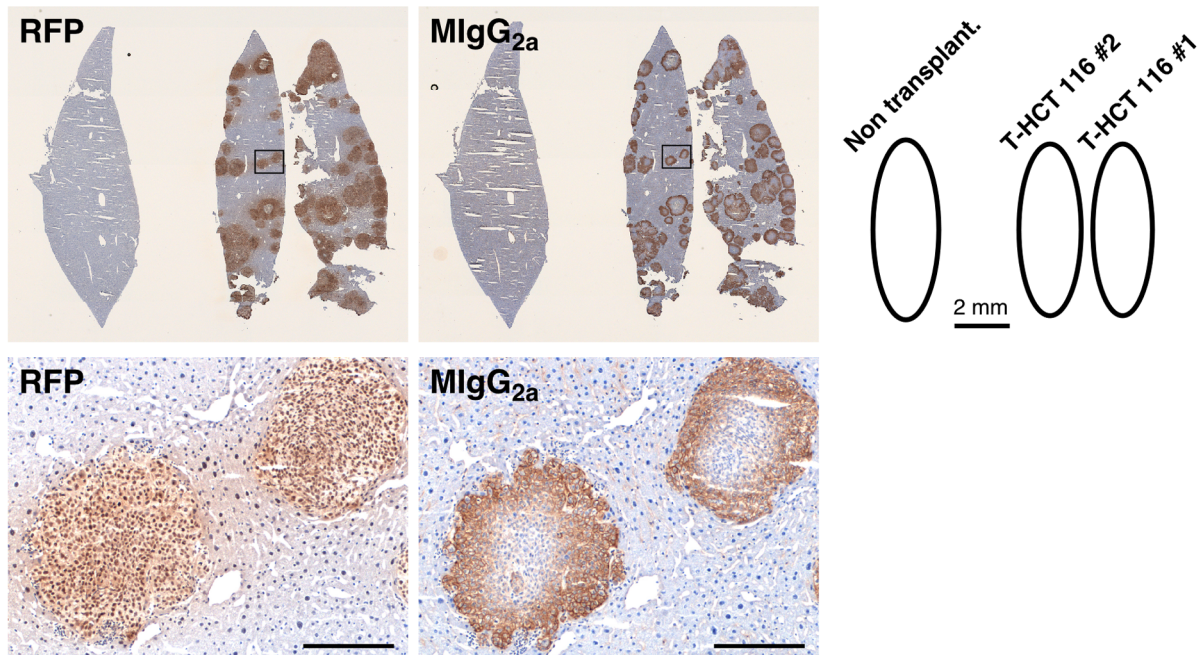 RFP
MIgG2a
Non transplant.
T-HCT 116 #2
T-HCT 116 #1
2 mm
RFP
MIgG2a